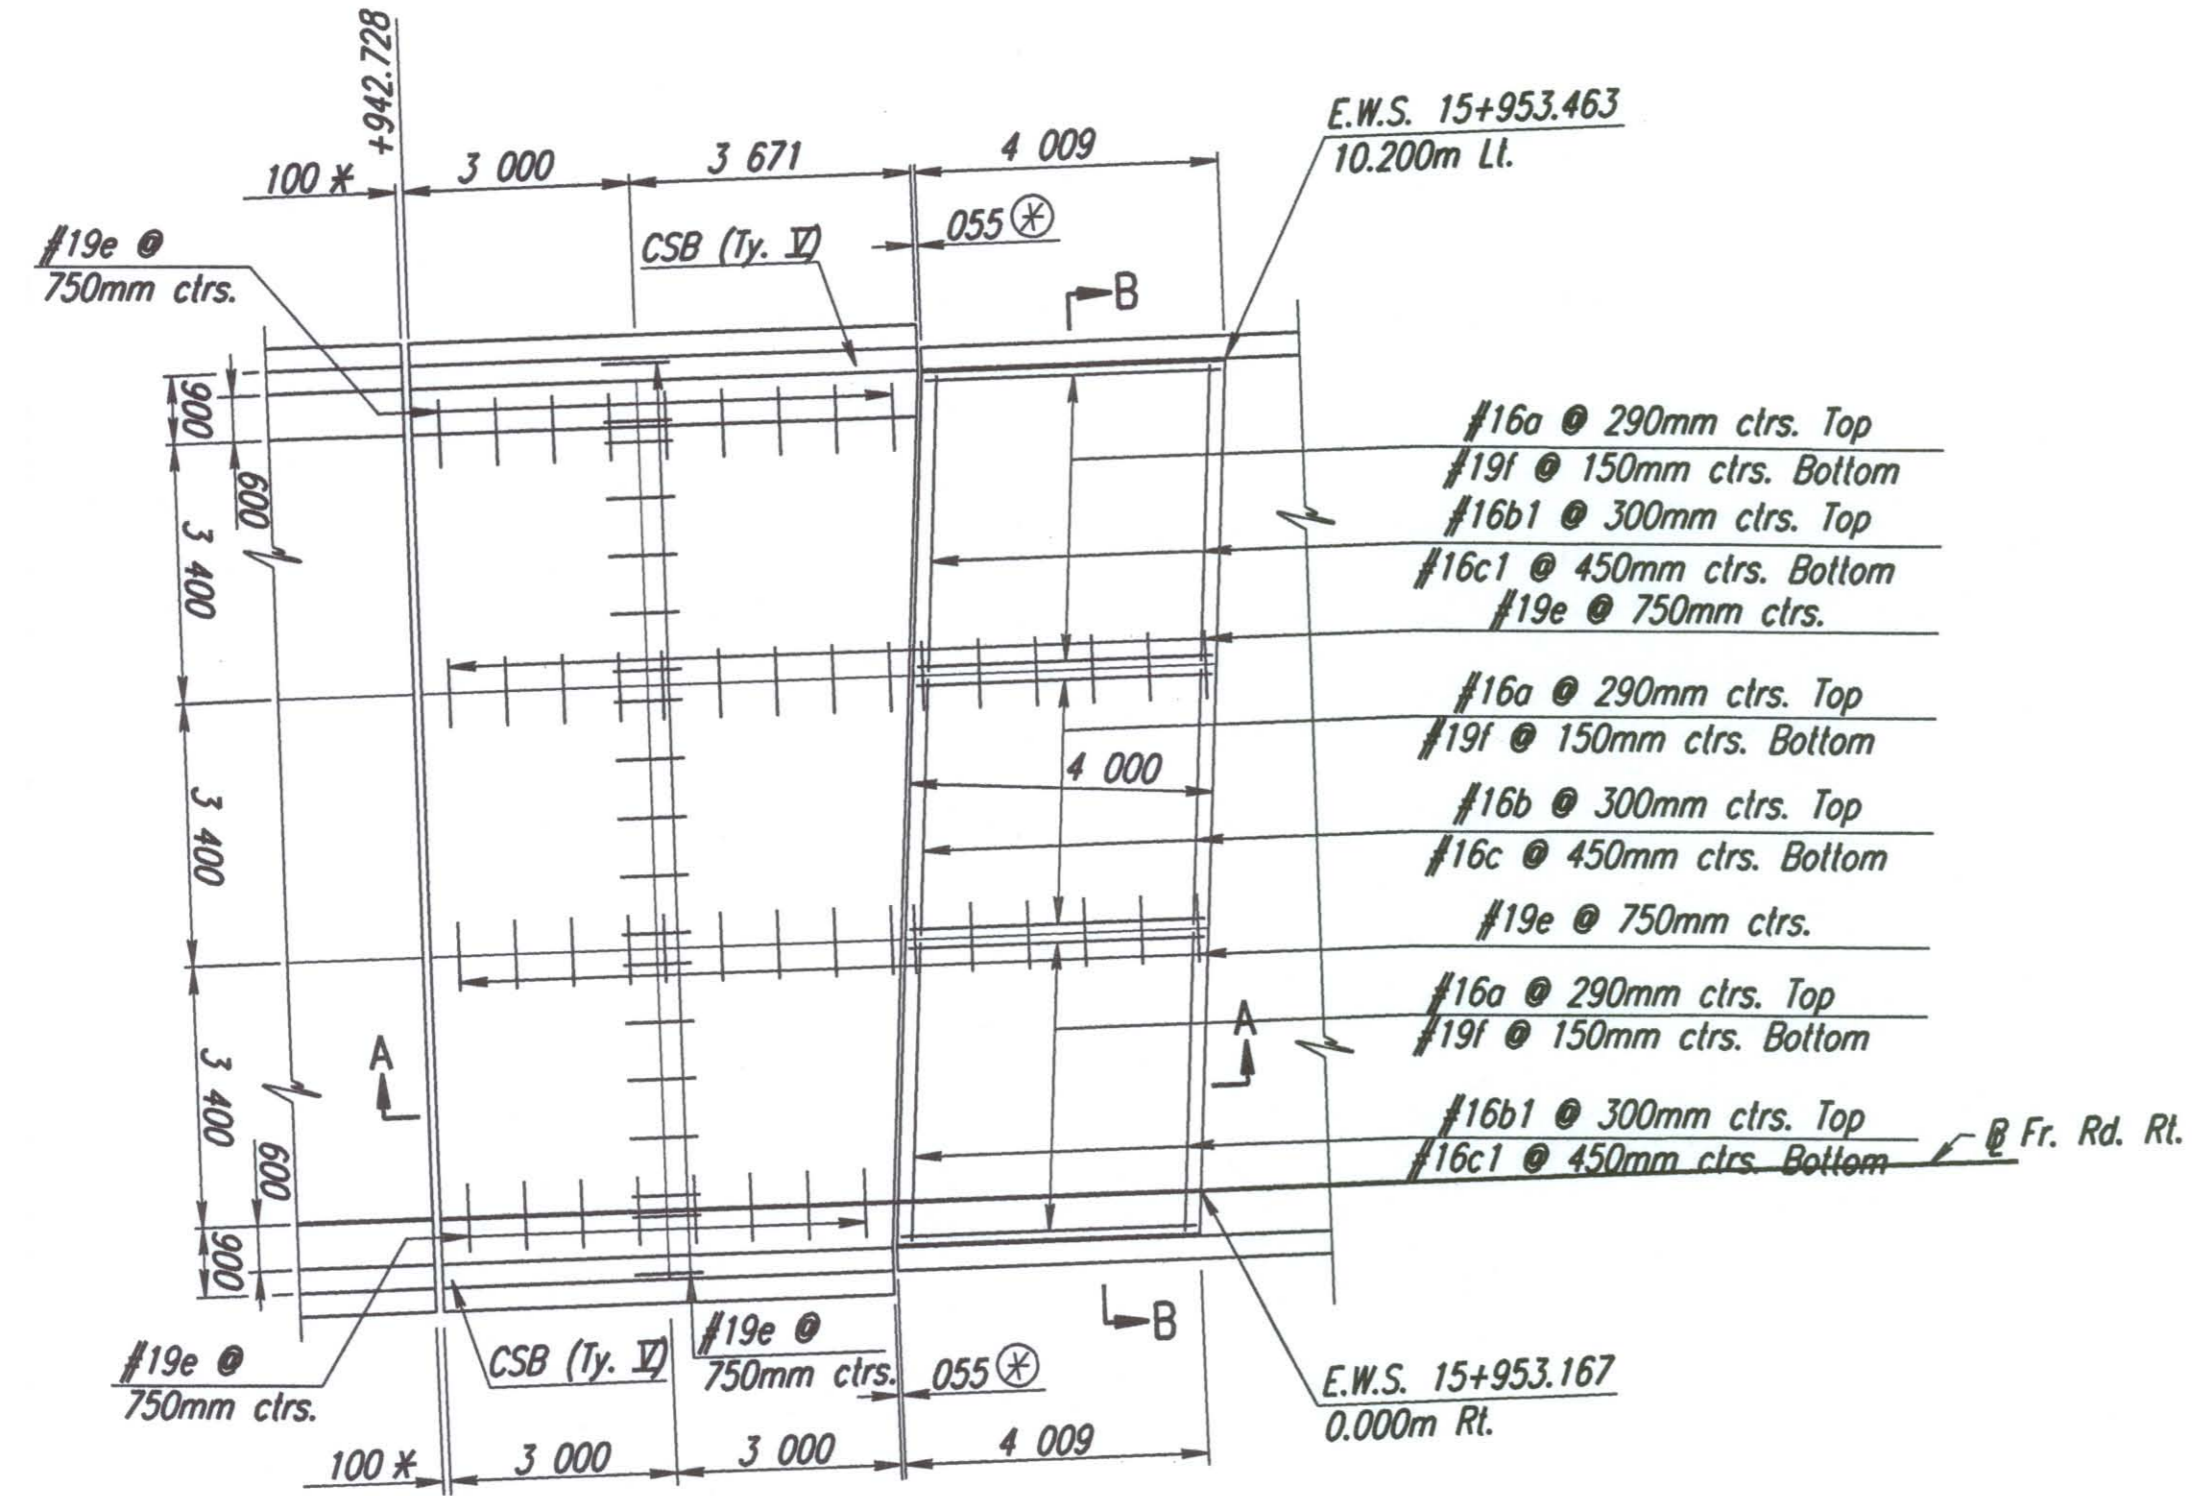 +942.728
E.W.S. 15+953.463
10.200m Lt.
100 * 3 000 3 671 4 009
055 *
#19e @
750mm ctrs.
CSB (Ty. V)
B
900
600
3 400
#16a @ 290mm ctrs. Top
#19f @ 150mm ctrs. Bottom
#16b1 @ 300mm ctrs. Top
#16c1 @ 450mm ctrs. Bottom
#19e @ 750mm ctrs.
#16a @ 290mm ctrs. Top
#19f @ 150mm ctrs. Bottom
4 000
3 400
#16b @ 300mm ctrs. Top
#16c @ 450mm ctrs. Bottom
#19e @ 750mm ctrs.
#16a @ 290mm ctrs. Top
#19f @ 150mm ctrs. Bottom
A
A
3 400
#16b1 @ 300mm ctrs. Top
#16c1 @ 450mm ctrs. Bottom
BL Fr. Rd. Rt.
600
900
B
#19e @
750mm ctrs.
CSB (Ty. V)
#19e @
750mm ctrs.
055 *
E.W.S. 15+953.167
0.000m Rt.
100 * 3 000 3 000 4 009